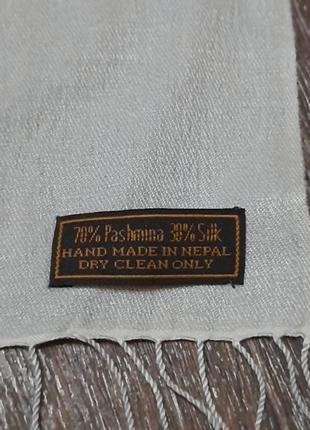 70% Pashmina 30% Silk
HAND MADE IN NEPAL
DRY CLEAN ONLY